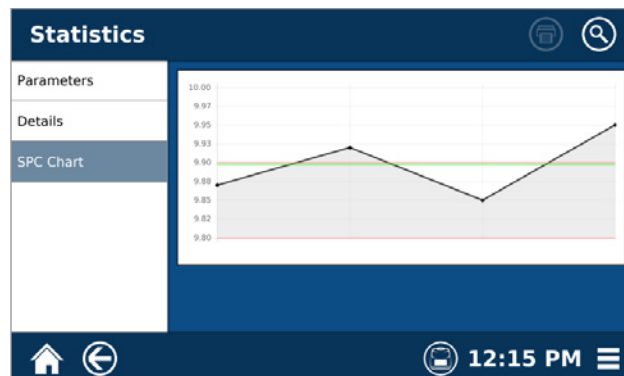 Statistics
Parameters
Details
SPC Chart
10.00
9.97
9.95
9.93
9.90
9.88
9.85
9.82
9.80
12:15 PM